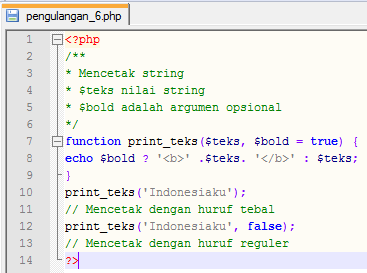 pengulangan_6.php
1 <?php
2 /**
3 * Mencetak string
4 * $teks nilai string
5 * $bold adalah argumen opsional
6 */
7 function print_teks($teks, $bold = true) {
8 echo $bold ? '<b>' .$teks. '</b>' : $teks;
9 }
10 print_teks('Indonesiaku');
11 // Mencetak dengan huruf tebal
12 print_teks('Indonesiaku', false);
13 // Mencetak dengan huruf reguler
14 ?>